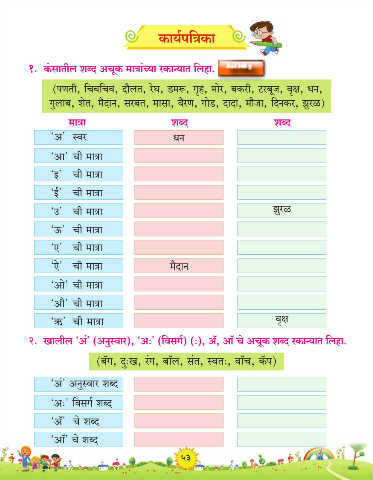 कार्यपत्रिका
१. कंसातील शब्द अचूक मात्रांच्या रकान्यात लिहा.
(पणती, चिवचिव, दौलत, रेघ, डमरू, गृह, मोर, बकरी, टरबूज, वृक्ष, धन,
गुलाब, शेत, मैदान, सरबत, मासा, वैरण, गोड, दादा, मौजा, दिनकर, झुरळ)
मात्रा शब्द शब्द
'अ' स्वर धन
'आ' ची मात्रा
'इ' ची मात्रा
'ई' ची मात्रा
'उ' ची मात्रा झुरळ
'ऊ' ची मात्रा
'ए' ची मात्रा
'ऐ' ची मात्रा मैदान
'ओ' ची मात्रा
'औ' ची मात्रा
'ऋ' ची मात्रा वृक्ष
२. खालील 'अं' (अनुस्वार), 'अः' (विसर्ग) (:), ॲ, ऑ चे अचूक शब्द रकान्यात लिहा.
(बॅग, दुःख, रंग, बॉल, संत, स्वतः, वॉच, कॅप)
'अं' अनुस्वार शब्द
'अः' विसर्ग शब्द
'ॲ' चे शब्द
'ऑ' चे शब्द
५३